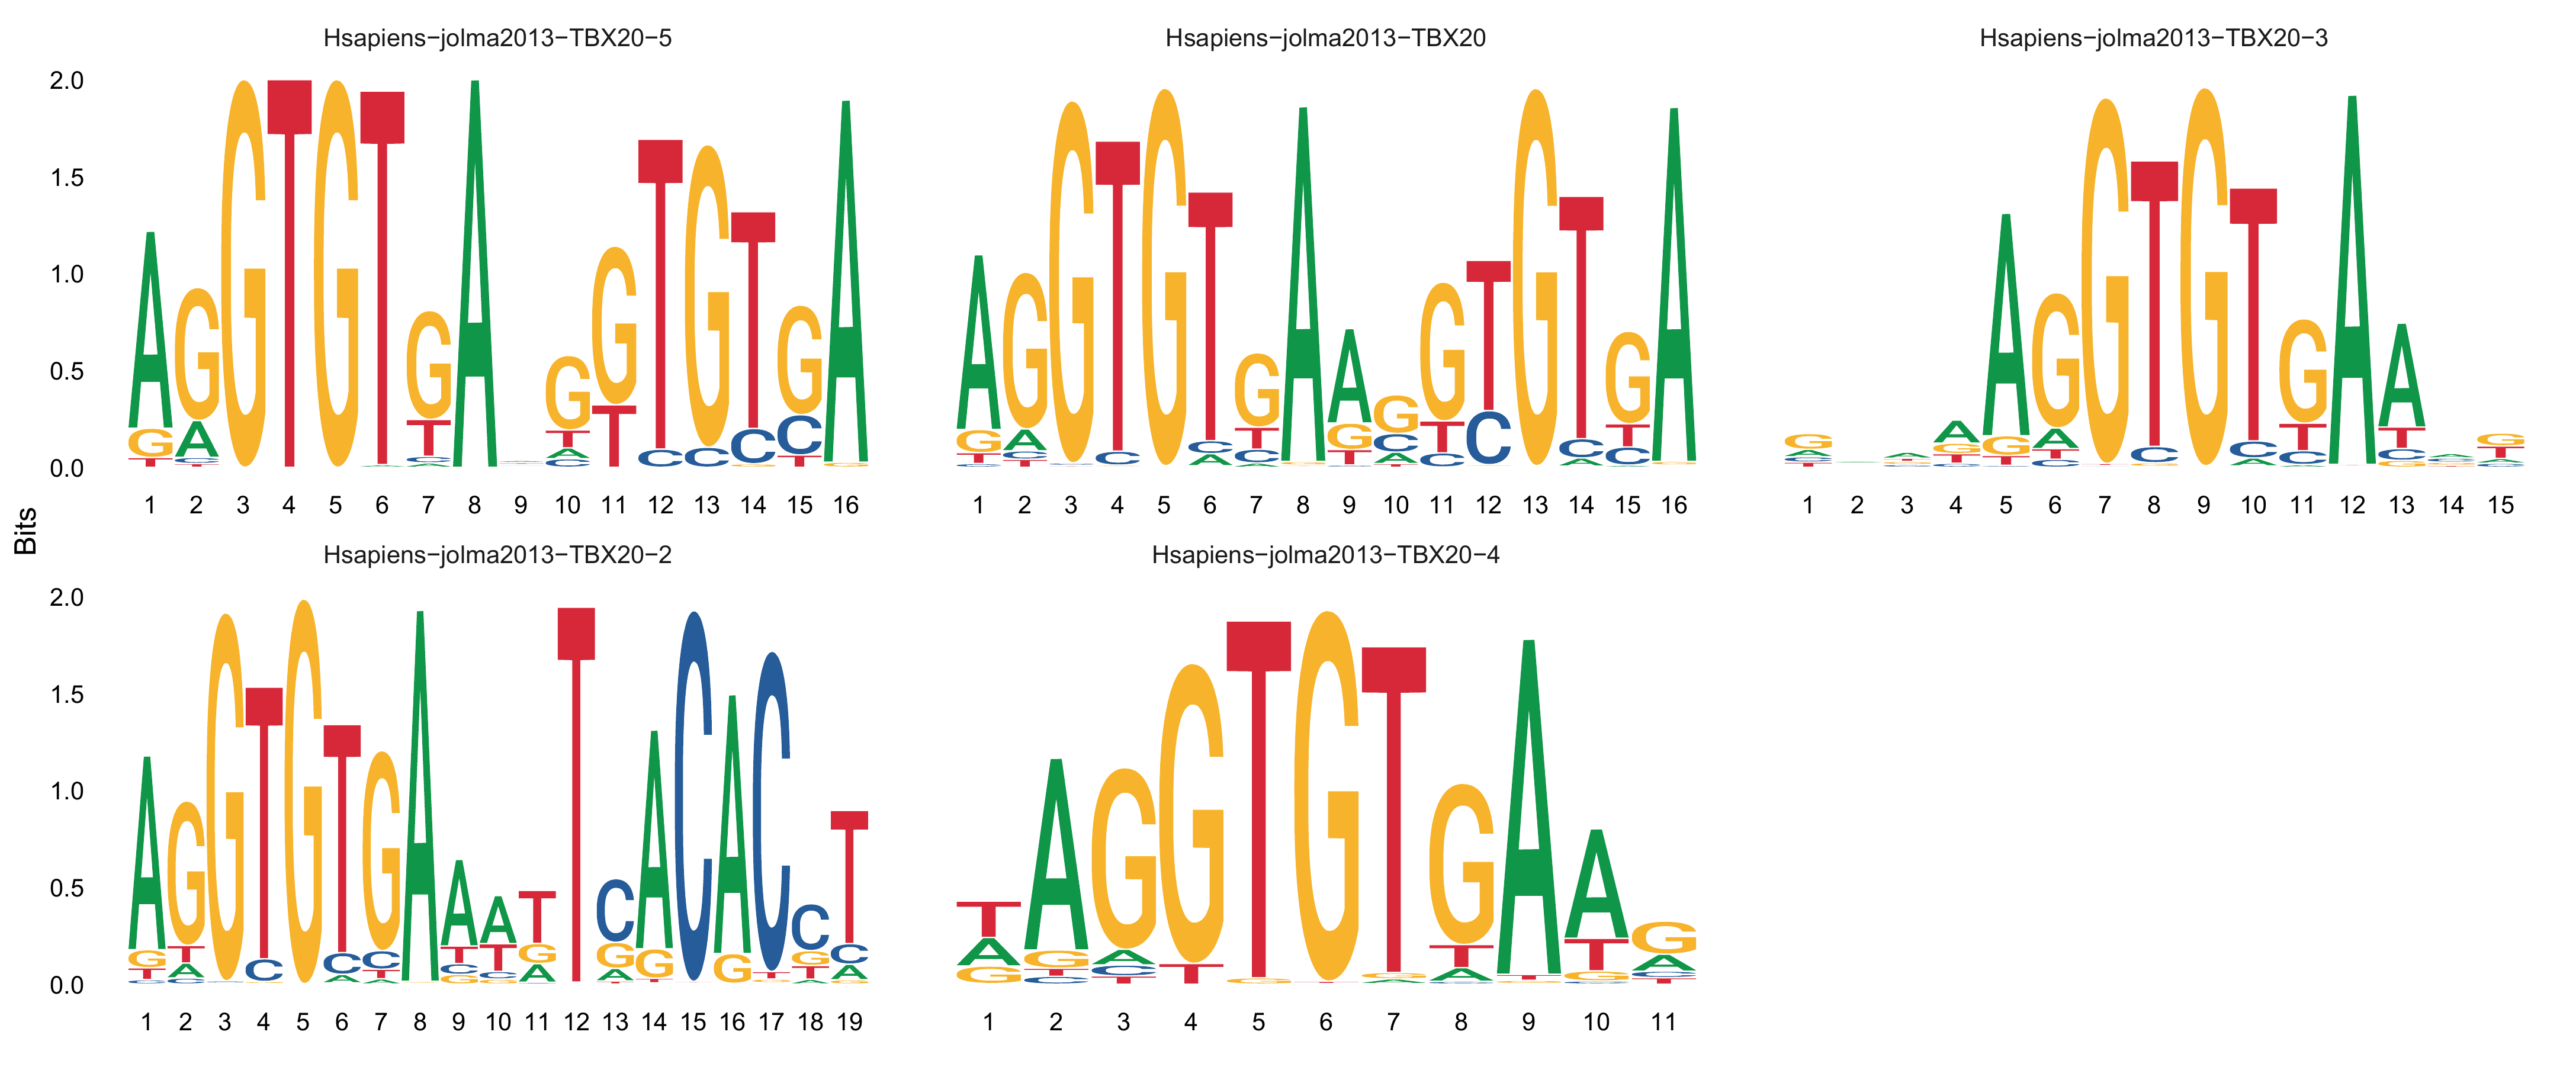 Hsapiens−jolma2013−TBX20−5
Hsapiens−jolma2013−TBX20
Hsapiens−jolma2013−TBX20−3
2.0
1.5
1.0
0.5
0.0
1 2 3 4 5 6 7 8 9 10 11 12 13 14 15 16
1 2 3 4 5 6 7 8 9 10 11 12 13 14 15 16
1 2 3 4 5 6 7 8 9 10 11 12 13 14 15
Bits
Hsapiens−jolma2013−TBX20−2
Hsapiens−jolma2013−TBX20−4
2.0
1.5
1.0
0.5
0.0
1 2 3 4 5 6 7 8 9 10 11 12 13 14 15 16 17 18 19
1 2 3 4 5 6 7 8 9 10 11